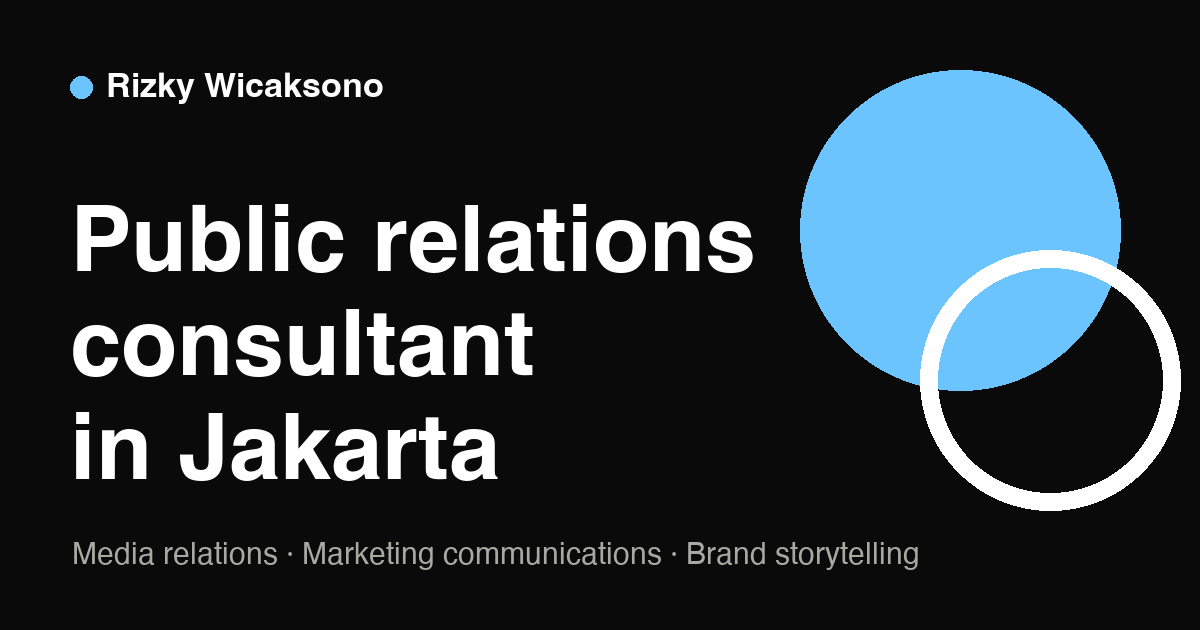 Rizky Wicaksono
Public relations
consultant
in Jakarta
Media relations · Marketing communications · Brand storytelling